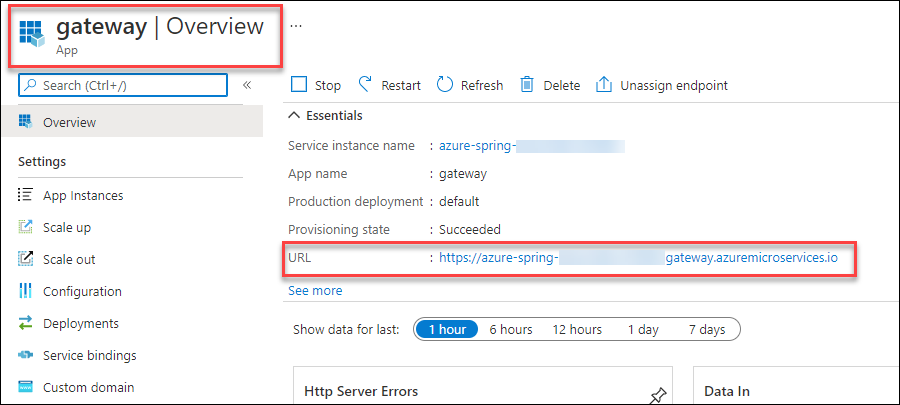 gateway | Overview
...
App
Search (Ctrl+/)
«
Stop
Restart
Refresh
Delete
Unassign endpoint
Overview
Essentials
Service instance name : azure-spring-
App name : gateway
Production deployment : default
Provisioning state : Succeeded
URL : https://azure-spring- gateway.azuremicroservices.io
See more
Settings
App Instances
Scale up
Scale out
Configuration
Deployments
Service bindings
Custom domain
Show data for last: 1 hour 6 hours 12 hours 1 day 7 days
Http Server Errors
Data In